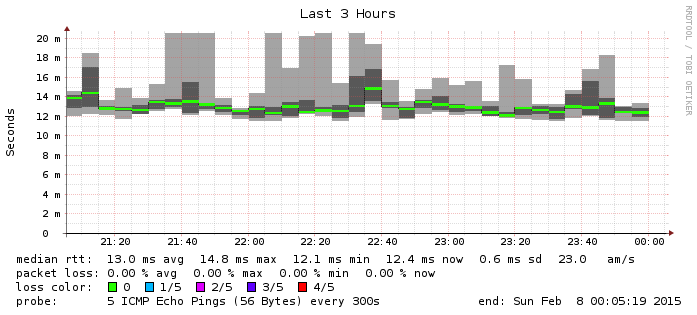 Last 3 Hours
RRDTOOL / TOBI OETIKER
Seconds
20 m
18 m
16 m
14 m
12 m
10 m
8 m
6 m
4 m
2 m
0
21:20 21:40 22:00 22:20 22:40 23:00 23:20 23:40 00:00
median rtt: 13.0 ms avg 14.8 ms max 12.1 ms min 12.4 ms now 0.6 ms sd 23.0 am/s
packet loss: 0.00 % avg 0.00 % max 0.00 % min 0.00 % now
loss color: 0 1/5 2/5 3/5 4/5
probe: 5 ICMP Echo Pings (56 Bytes) every 300s end: Sun Feb 8 00:05:19 2015